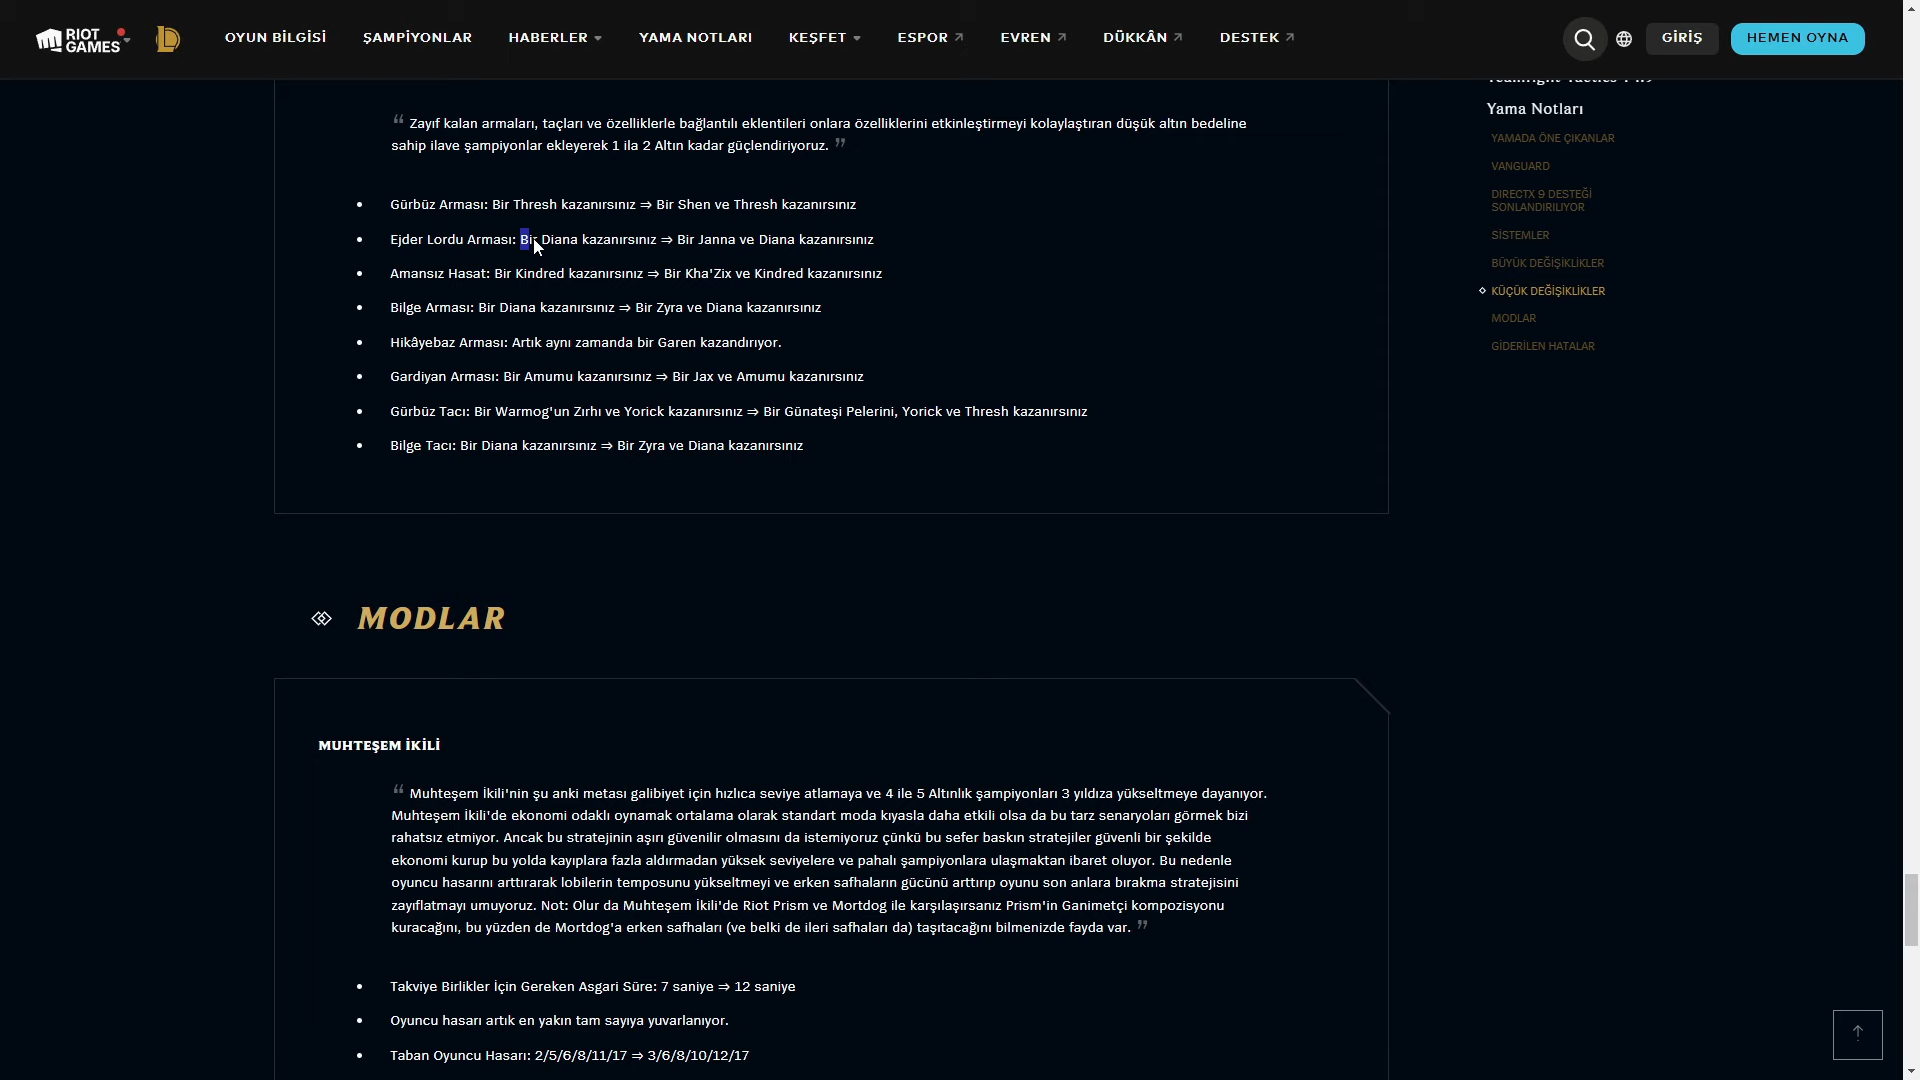 RIOT GAMES
OYUN BİLGİSİ
ŞAMPİYONLAR
HABERLER
YAMA NOTLARI
KEŞFET
ESPOR
EVREN
DÜKKÂN
DESTEK
GİRİŞ
HEMEN OYNA
“ Zayıf kalan armaları, taçları ve özelliklerle bağlantılı eklentileri onlara özelliklerini etkinleştirmeyi kolaylaştıran düşük altın bedeline
sahip ilave şampiyonlar ekleyerek 1 ila 2 Altın kadar güçlendiriyoruz. ”
• Gürbüz Arması: Bir Thresh kazanırsınız ⇒ Bir Shen ve Thresh kazanırsınız
• Ejder Lordu Arması: Bir Diana kazanırsınız ⇒ Bir Janna ve Diana kazanırsınız
• Amansız Hasat: Bir Kindred kazanırsınız ⇒ Bir Kha'Zix ve Kindred kazanırsınız
• Bilge Arması: Bir Diana kazanırsınız ⇒ Bir Zyra ve Diana kazanırsınız
• Hikâyebaz Arması: Artık aynı zamanda bir Garen kazandırıyor.
• Gardiyan Arması: Bir Amumu kazanırsınız ⇒ Bir Jax ve Amumu kazanırsınız
• Gürbüz Tacı: Bir Warmog'un Zırhı ve Yorick kazanırsınız ⇒ Bir Günateşi Pelerini, Yorick ve Thresh kazanırsınız
• Bilge Tacı: Bir Diana kazanırsınız ⇒ Bir Zyra ve Diana kazanırsınız
MODLAR
MUHTEŞEM İKİLİ
“ Muhteşem İkili'nin şu anki metası galibiyet için hızlıca seviye atlamaya ve 4 ile 5 Altınlık şampiyonları 3 yıldıza yükseltmeye dayanıyor.
Muhteşem İkili'de ekonomi odaklı oynamak ortalama olarak standart moda kıyasla daha etkili olsa da bu tarz senaryoları görmek bizi
rahatsız etmiyor. Ancak bu stratejinin aşırı güvenilir olmasını da istemiyoruz çünkü bu sefer baskın stratejiler güvenli bir şekilde
ekonomi kurup bu yolda kayıplara fazla aldırmadan yüksek seviyelere ve pahalı şampiyonlara ulaşmaktan ibaret oluyor. Bu nedenle
oyuncu hasarını arttırarak lobilerin temposunu yükseltmeyi ve erken safhaların gücünü arttırıp oyunu son anlara bırakma stratejisini
zayıflatmayı umuyoruz. Not: Olur da Muhteşem İkili'de Riot Prism ve Mortdog ile karşılaşırsanız Prism'in Ganimetçi kompozisyonu
kuracağını, bu yüzden de Mortdog'a erken safhaları (ve belki de ileri safhaları da) taşıtacağını bilmenizde fayda var. ”
• Takviye Birlikler İçin Gereken Asgari Süre: 7 saniye ⇒ 12 saniye
• Oyuncu hasarı artık en yakın tam sayıya yuvarlanıyor.
• Taban Oyuncu Hasarı: 2/5/6/8/11/17 ⇒ 3/6/8/10/12/17
Yama Notları
YAMADA ÖNE ÇIKANLAR
VANGUARD
DIRECTX 9 DESTEĞİ
SONLANDIRILIYOR
SİSTEMLER
BÜYÜK DEĞİŞİKLİKLER
KÜÇÜK DEĞİŞİKLİKLER
MODLAR
GİDERİLEN HATALAR